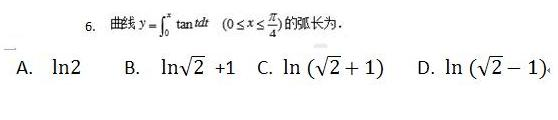 6. 曲线 y = ∫₀ˣ tan tdt (0≤x≤π/4)的弧长为.
A. ln2 B. ln√2 +1 C. ln (√2 + 1) D. ln (√2 − 1)